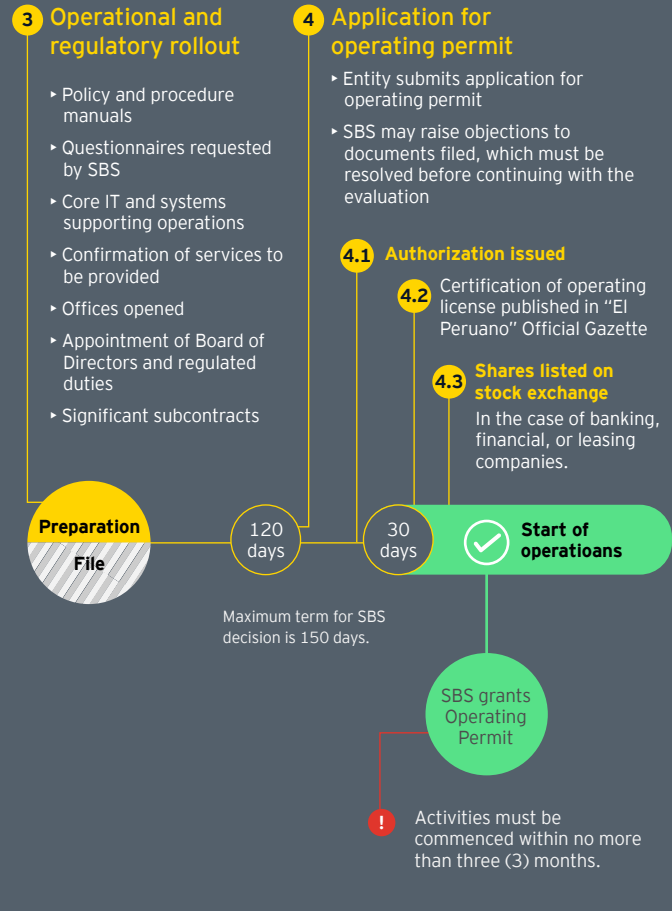 3 Operational and
regulatory rollout
‣ Policy and procedure
manuals
‣ Questionnaires requested
by SBS
‣ Core IT and systems
supporting operations
‣ Confirmation of services to
be provided
‣ Offices opened
‣ Appointment of Board of
Directors and regulated
duties
‣ Significant subcontracts
4 Application for
operating permit
‣ Entity submits application for
operating permit
‣ SBS may raise objections to
documents filed, which must be
resolved before continuing with the
evaluation
4.1 Authorization issued
4.2 Certification of operating
license published in “El
Peruano” Official Gazette
4.3 Shares listed on
stock exchange
In the case of banking,
financial, or leasing
companies.
Preparation
File
120
days
30
days
Start of
operatioans
Maximum term for SBS
decision is 150 days.
SBS grants
Operating
Permit
! Activities must be
commenced within no more
than three (3) months.